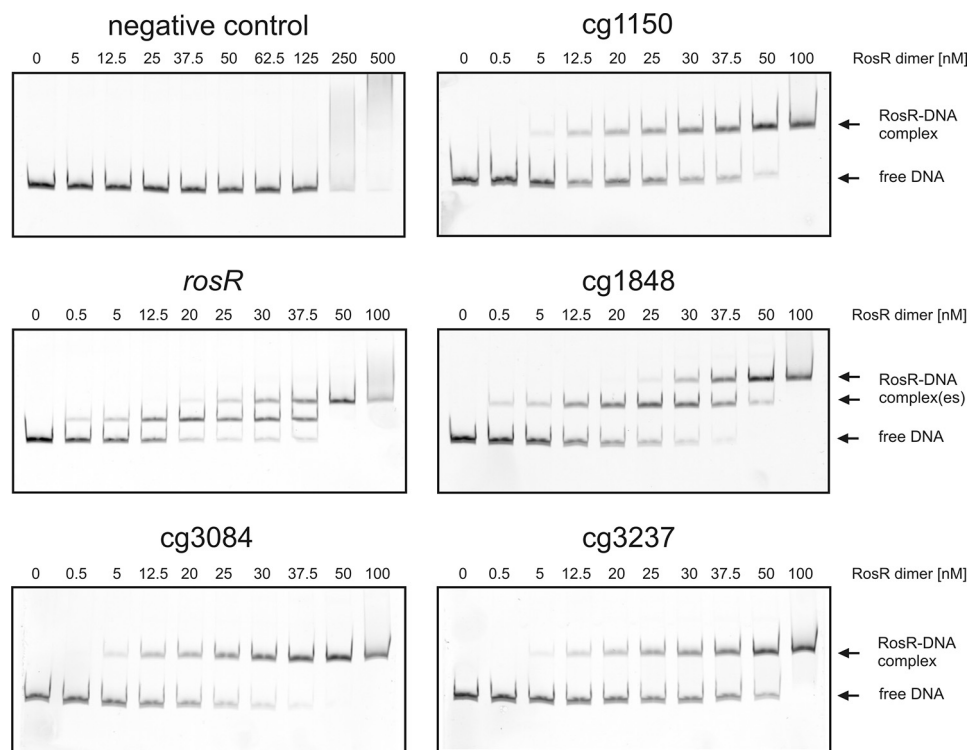 negative control
0 5 12.5 25 37.5 50 62.5 125 250 500
cg1150
0 0.5 5 12.5 20 25 30 37.5 50 100 RosR dimer [nM]
RosR-DNA
complex
free DNA
rosR
0 0.5 5 12.5 20 25 30 37.5 50 100
cg1848
0 0.5 5 12.5 20 25 30 37.5 50 100 RosR dimer [nM]
RosR-DNA
complex(es)
free DNA
cg3084
0 0.5 5 12.5 20 25 30 37.5 50 100
cg3237
0 0.5 5 12.5 20 25 30 37.5 50 100 RosR dimer [nM]
RosR-DNA
complex
free DNA